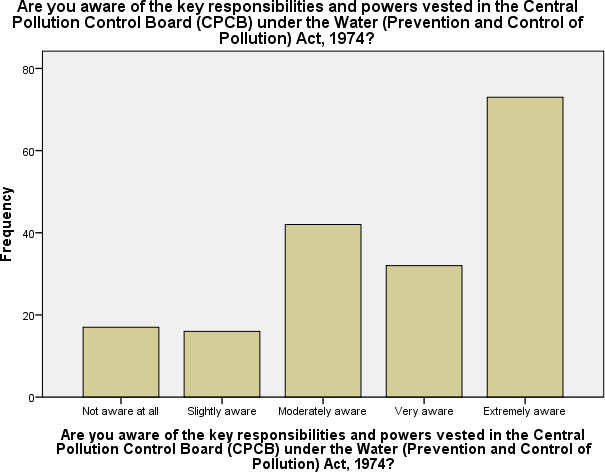 Are you aware of the key responsibilities and powers vested in the Central
Pollution Control Board (CPCB) under the Water (Prevention and Control of
Pollution) Act, 1974?
80
60
40
20
0
Frequency
Not aware at all
Slightly aware
Moderately aware
Very aware
Extremely aware
Are you aware of the key responsibilities and powers vested in the Central
Pollution Control Board (CPCB) under the Water (Prevention and Control of
Pollution) Act, 1974?